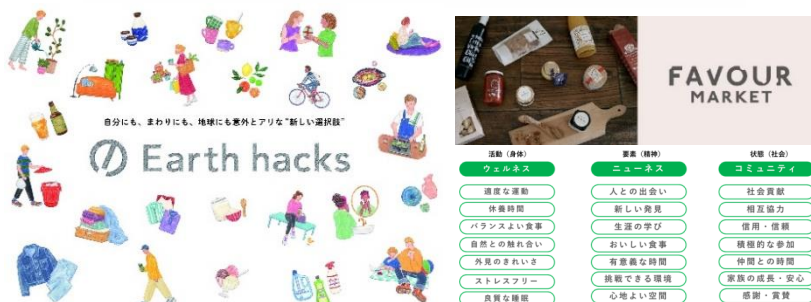 自分にも、まわりにも、地球にも意外とアリな"新しい選択肢"
Earth hacks
FAVOUR
MARKET
活動（身体）
ウェルネス
適度な運動
休養時間
バランスよい食事
自然との触れ合い
外見のきれいさ
ストレスフリー
良質な睡眠
要素（精神）
ニューネス
人との出会い
新しい発見
生涯の学び
おいしい食事
有意義な時間
挑戦できる環境
心地よい空間
状態（社会）
コミュニティ
社会貢献
相互協力
信用・信頼
積極的な参加
仲間との時間
家族の成長・安心
感謝・賞賛